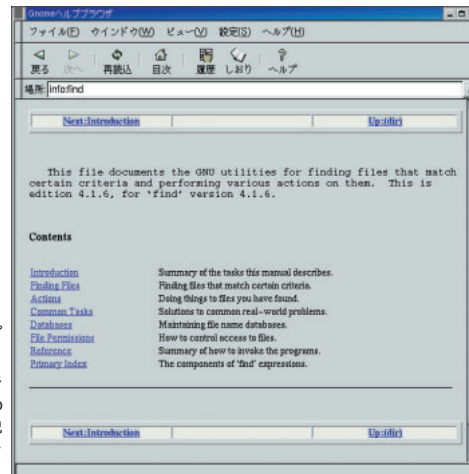 Gnomeヘルプブラウザ
ファイル(F) ウインドウ(W) ビュー(V) 設定(S) ヘルプ(H)
戻る 次へ 再読込 目次 履歴 しおり ヘルプ
場所: info:find
Next:Introduction Up:(dir)
This file documents the GNU utilities for finding files that match
certain criteria and performing various actions on them. This is
edition 4.1.6, for `find' version 4.1.6.
Contents
Introduction Summary of the tasks this manual describes.
Finding Files Finding files that match certain criteria.
Actions Doing things to files you have found.
Common Tasks Solutions to common real-world problems.
Databases Maintaining file name databases.
File Permissions How to control access to files.
Reference Summary of how to invoke the programs.
Primary Index The components of `find' expressions.
Next:Introduction Up:(dir)